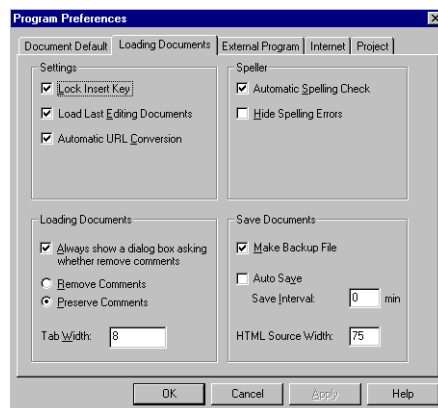 Program Preferences
Document Default Loading Documents External Program Internet Project
Settings
Lock Insert Key
Load Last Editing Documents
Automatic URL Conversion
Speller
Automatic Spelling Check
Hide Spelling Errors
Loading Documents
Always show a dialog box asking
whether remove comments
Remove Comments
Preserve Comments
Tab Width: 8
Save Documents
Make Backup File
Auto Save
Save Interval: 0 min
HTML Source Width: 75
OK Cancel Apply Help